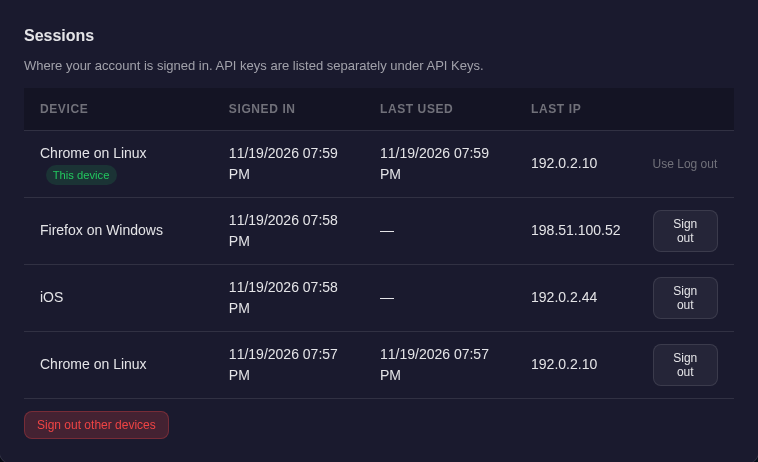 Sessions
Where your account is signed in. API keys are listed separately under API Keys.
DEVICE SIGNED IN LAST USED LAST IP
Chrome on Linux This device 11/19/2026 07:59 PM 11/19/2026 07:59 PM 192.0.2.10 Use Log out
Firefox on Windows 11/19/2026 07:58 PM — 198.51.100.52 Sign out
iOS 11/19/2026 07:58 PM — 192.0.2.44 Sign out
Chrome on Linux 11/19/2026 07:57 PM 11/19/2026 07:57 PM 192.0.2.10 Sign out
Sign out other devices